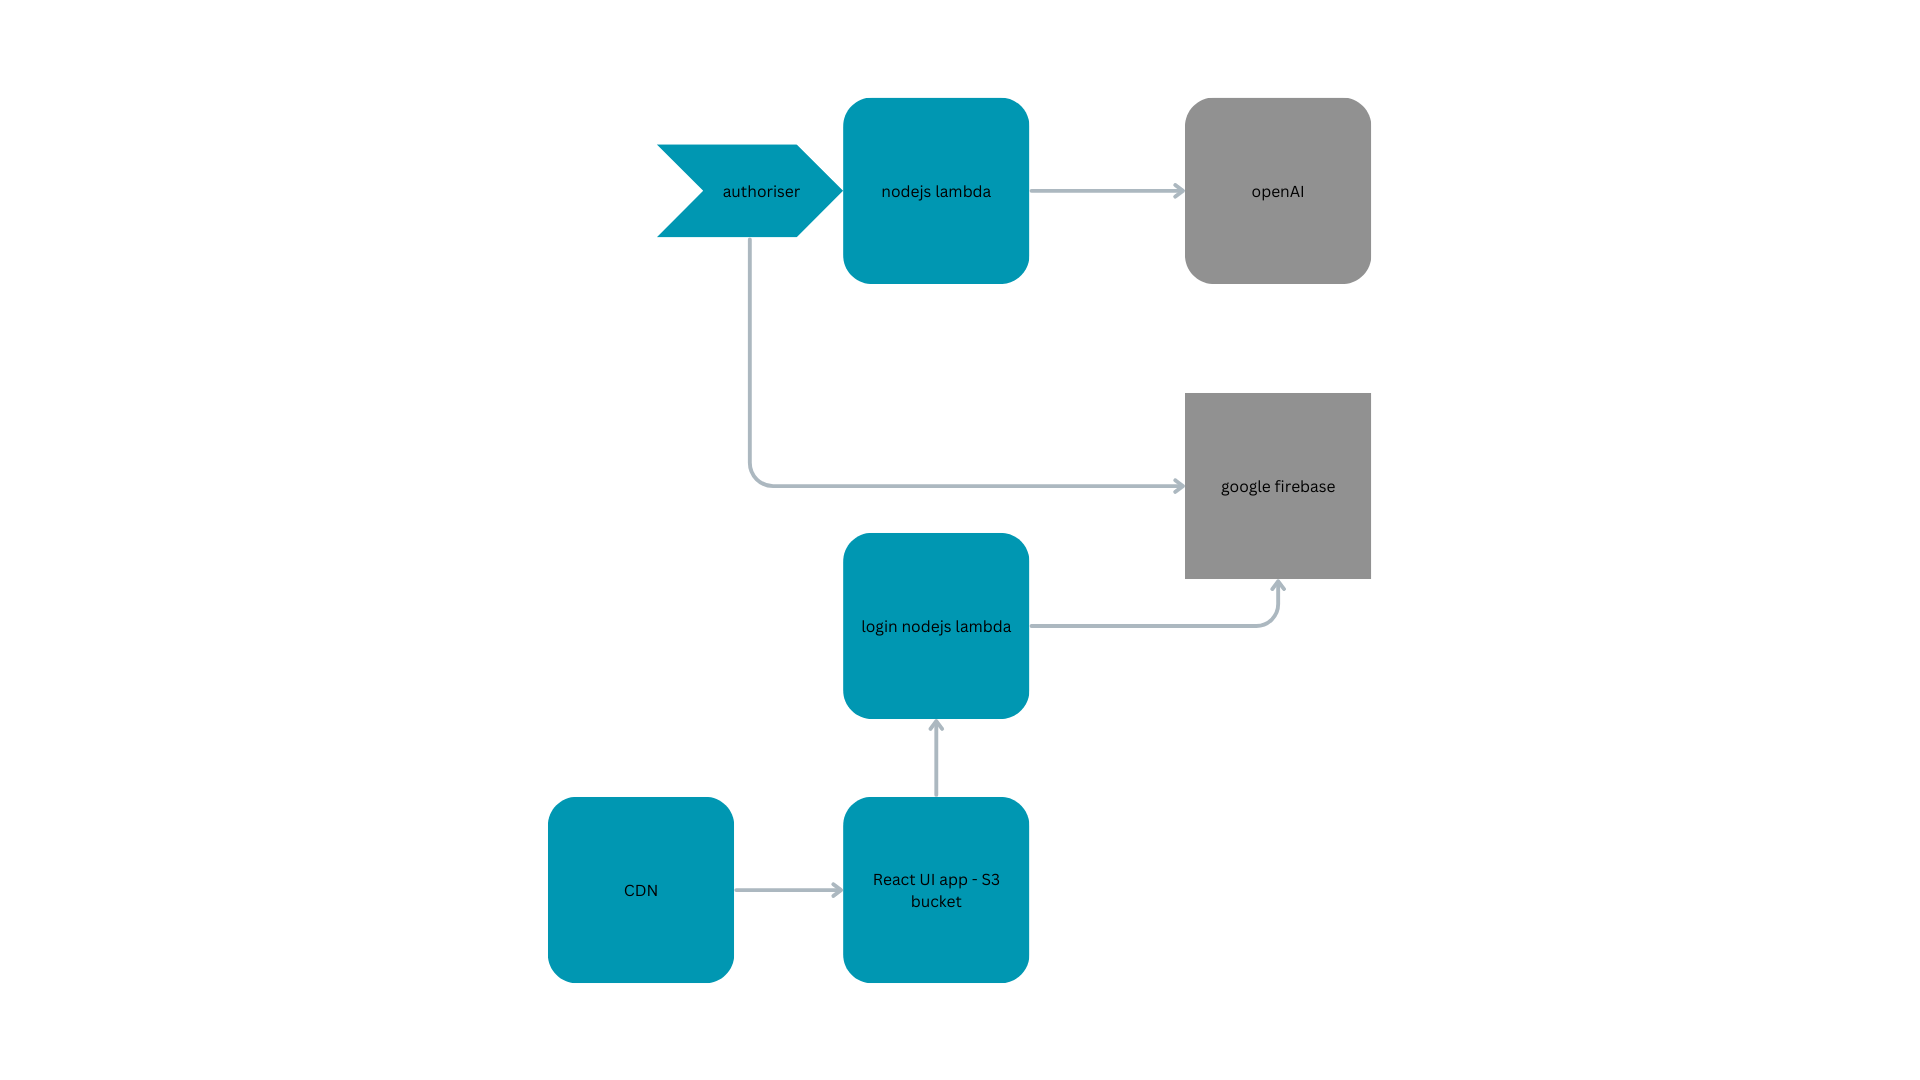 authoriser
nodejs lambda
openAI
google firebase
login nodejs lambda
CDN
React UI app - S3
bucket